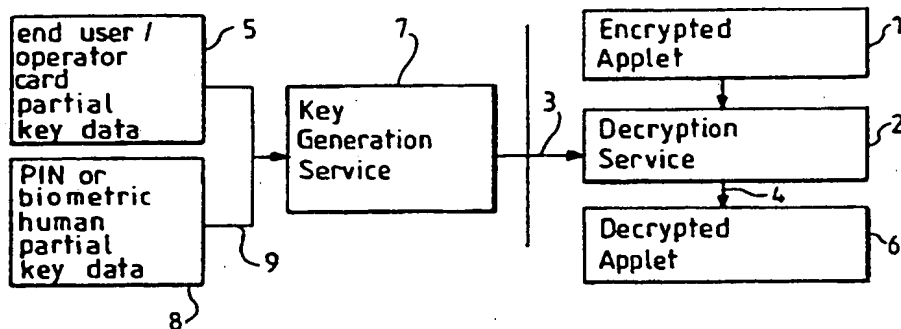 end user /
operator
card
partial
key data
5
PIN or
biometric
human
partial
key data
8
9
Key
Generation
Service
7
3
Encrypted
Applet
1
Decryption
Service
2
4
Decrypted
Applet
6